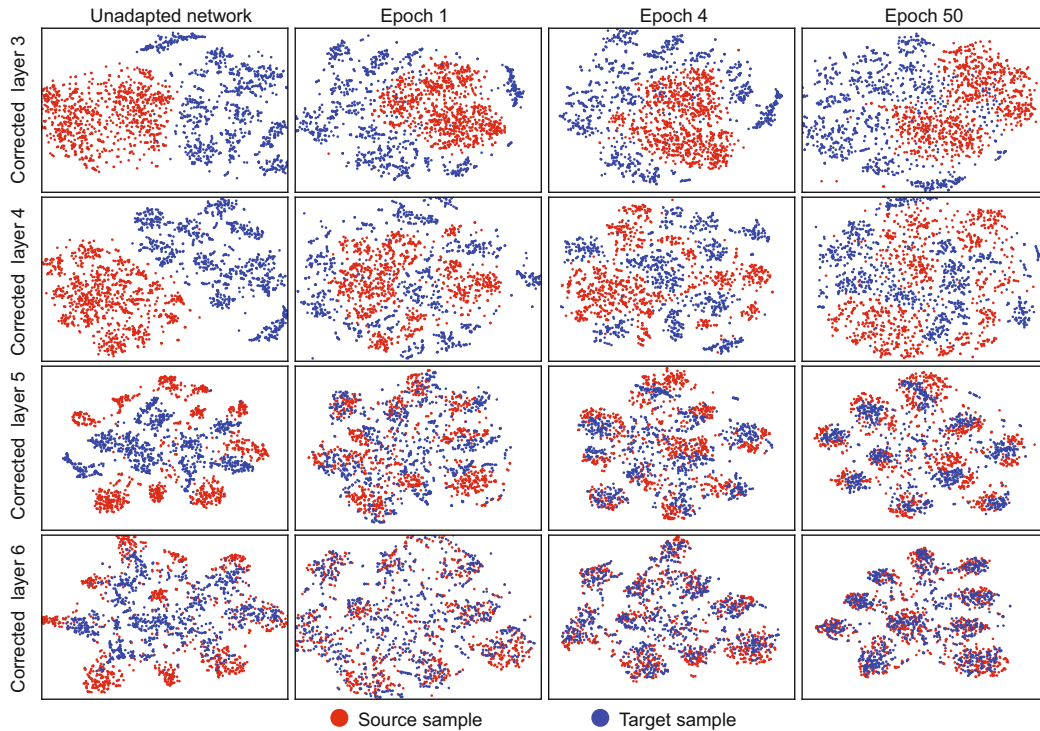 Unadapted network
Epoch 1
Epoch 4
Epoch 50
Corrected layer 3
Corrected layer 4
Corrected layer 5
Corrected layer 6
Source sample
Target sample